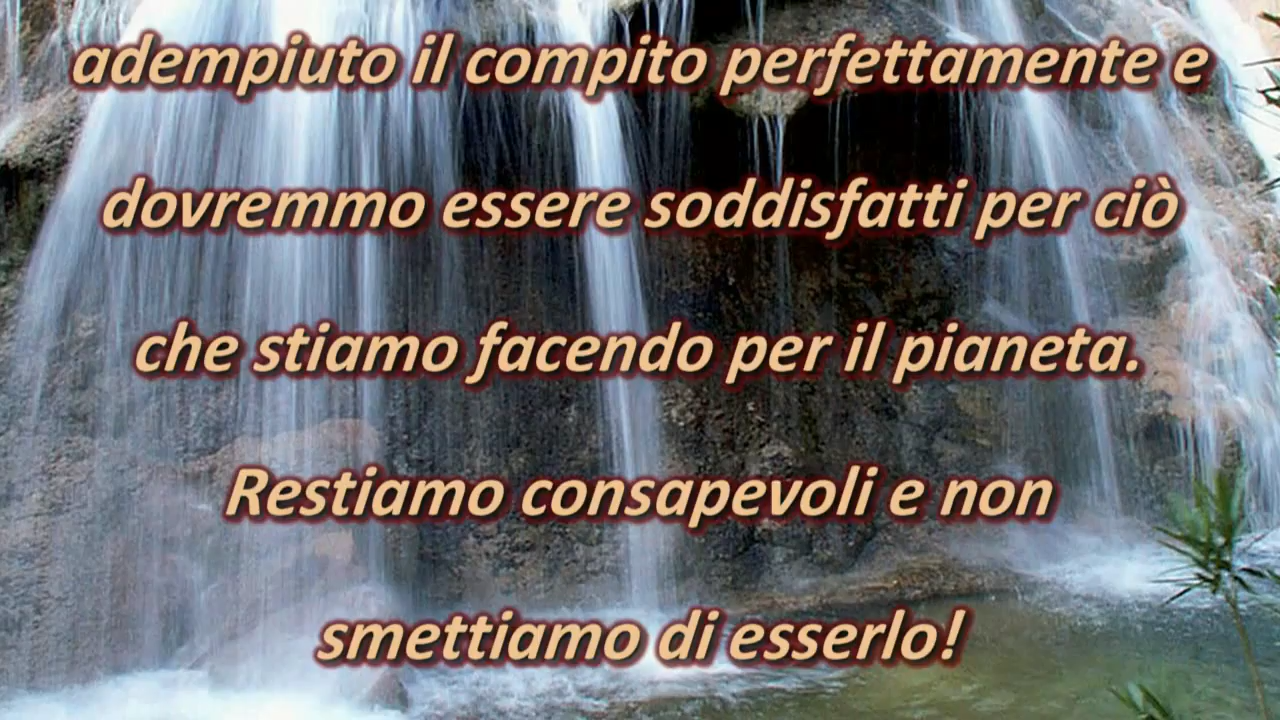 adempiuto il compito perfettamente e
dovremmo essere soddisfatti per ciò
che stiamo facendo per il pianeta.
Restiamo consapevoli e non
smettiamo di esserlo!